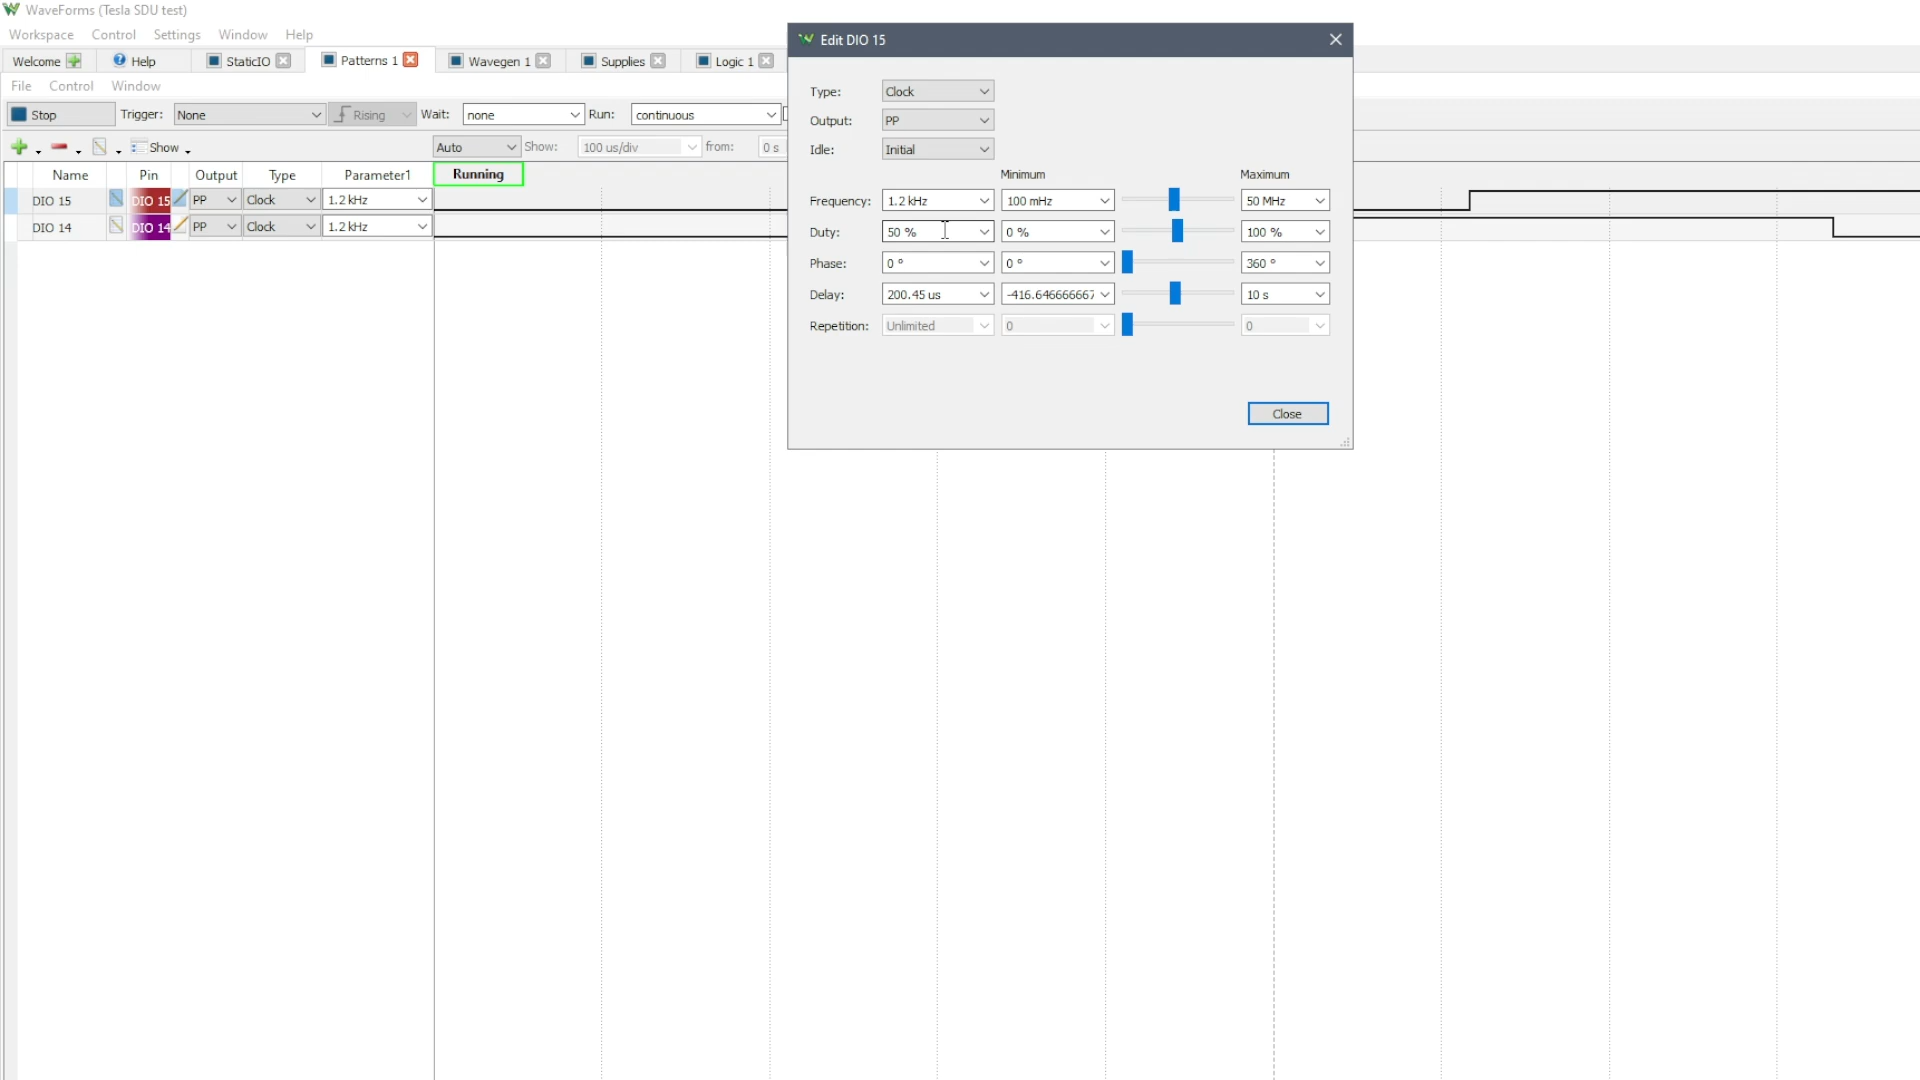 WaveForms (Tesla SDU test)
Workspace Control Settings Window Help
Welcome Help StaticIO Patterns 1 Wavegen 1 Supplies Logic 1
File Control Window
Stop Trigger: None Rising Wait: none Run: continuous
Show Auto Show: 100 us/div from: 0 s
Name Pin Output Type Parameter1 Running
DIO 15 DIO 15 PP Clock 1.2 kHz
DIO 14 DIO 14 PP Clock 1.2 kHz
Edit DIO 15
Type: Clock
Output: PP
Idle: Initial
Minimum Maximum
Frequency: 1.2 kHz 100 mHz 50 MHz
Duty: 50 % 0 % 100 %
Phase: 0 ° 0 ° 360 °
Delay: 200.45 us -416.646666667 10 s
Repetition: Unlimited 0 0
Close